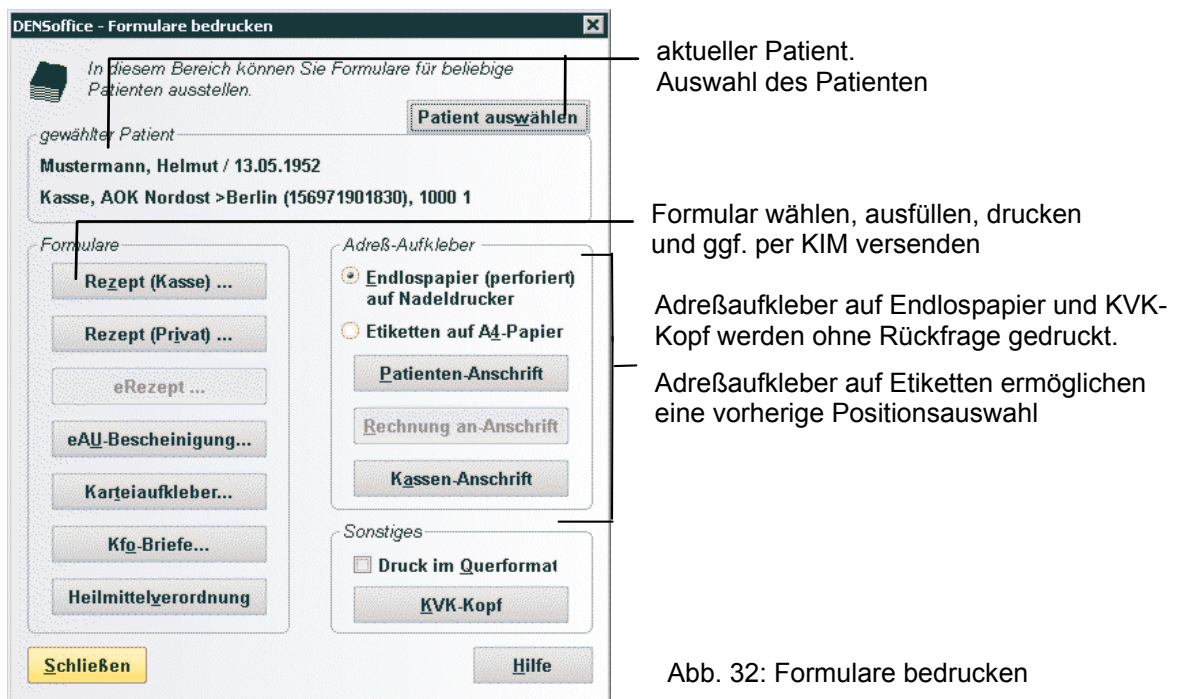 DENSoffice - Formulare bedrucken
In diesem Bereich können Sie Formulare für beliebige
Patienten ausstellen.
Patient auswählen
gewählter Patient
Mustermann, Helmut / 13.05.1952
Kasse, AOK Nordost >Berlin (156971901830), 1000 1
Formulare
Rezept (Kasse) ...
Rezept (Privat) ...
eRezept ...
eAU-Bescheinigung...
Karteiaufkleber...
Kfo-Briefe...
Heilmittelverordnung
Adreß-Aufkleber
Endlospapier (perforiert)
auf Nadeldrucker
Etiketten auf A4-Papier
Patienten-Anschrift
Rechnung an-Anschrift
Kassen-Anschrift
Sonstiges
Druck im Querformat
KVK-Kopf
Schließen
Hilfe
aktueller Patient.
Auswahl des Patienten
Formular wählen, ausfüllen, drucken
und ggf. per KIM versenden
Adreßaufkleber auf Endlospapier und KVK-
Kopf werden ohne Rückfrage gedruckt.
Adreßaufkleber auf Etiketten ermöglichen
eine vorherige Positionsauswahl
Abb. 32: Formulare bedrucken